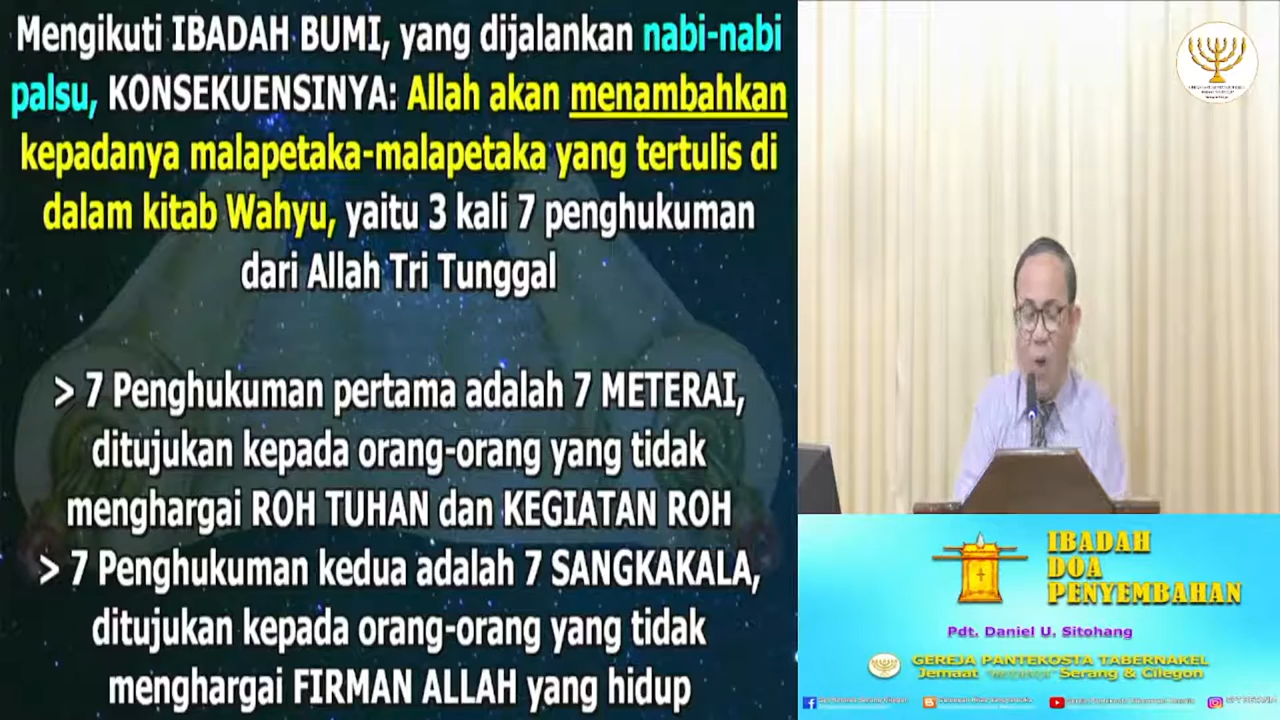 Mengikuti IBADAH BUMI, yang dijalankan nabi-nabi
palsu, KONSEKUENSINYA: Allah akan menambahkan
kepadanya malapetaka-malapetaka yang tertulis di
dalam kitab Wahyu, yaitu 3 kali 7 penghukuman
dari Allah Tri Tunggal
> 7 Penghukuman pertama adalah 7 METERAI,
ditujukan kepada orang-orang yang tidak
menghargai ROH TUHAN dan KEGIATAN ROH
> 7 Penghukuman kedua adalah 7 SANGKAKALA,
ditujukan kepada orang-orang yang tidak
menghargai FIRMAN ALLAH yang hidup
IBADAH
DOA
PENYEMBAHAN
Pdt. Daniel U. Sitohang
GEREJA PANTEKOSTA TABERNAKEL
Jemaat Serang & Cilegon